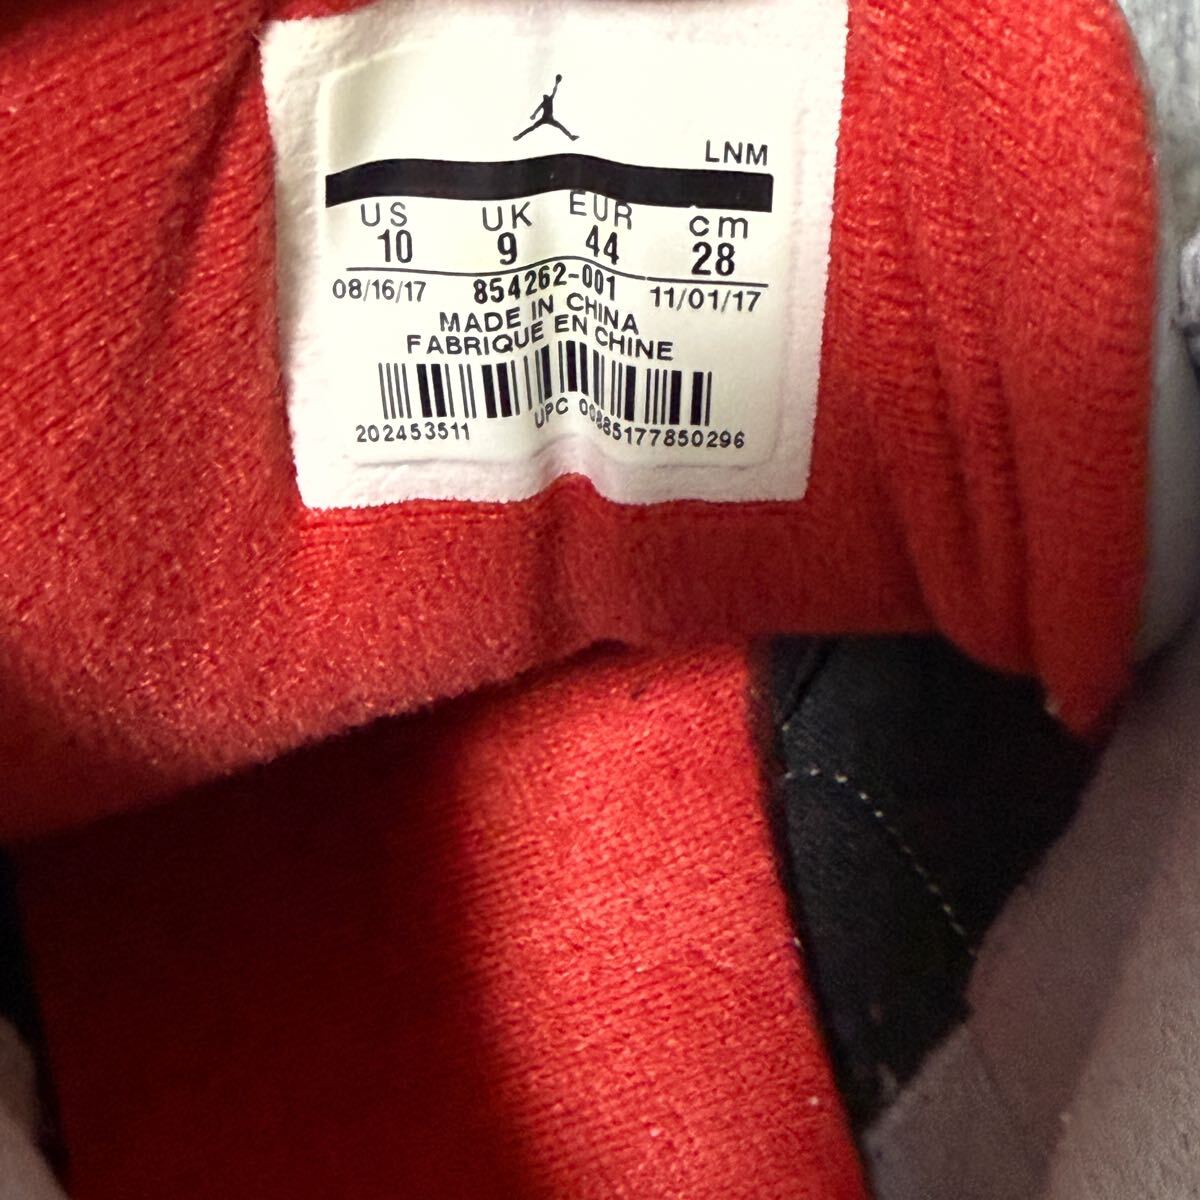 LNM
US UK EUR cm
10 9 44 28
08/16/17 854262-001 11/01/17
MADE IN CHINA
FABRIQUE EN CHINE
202453511 UPC 00885177850296